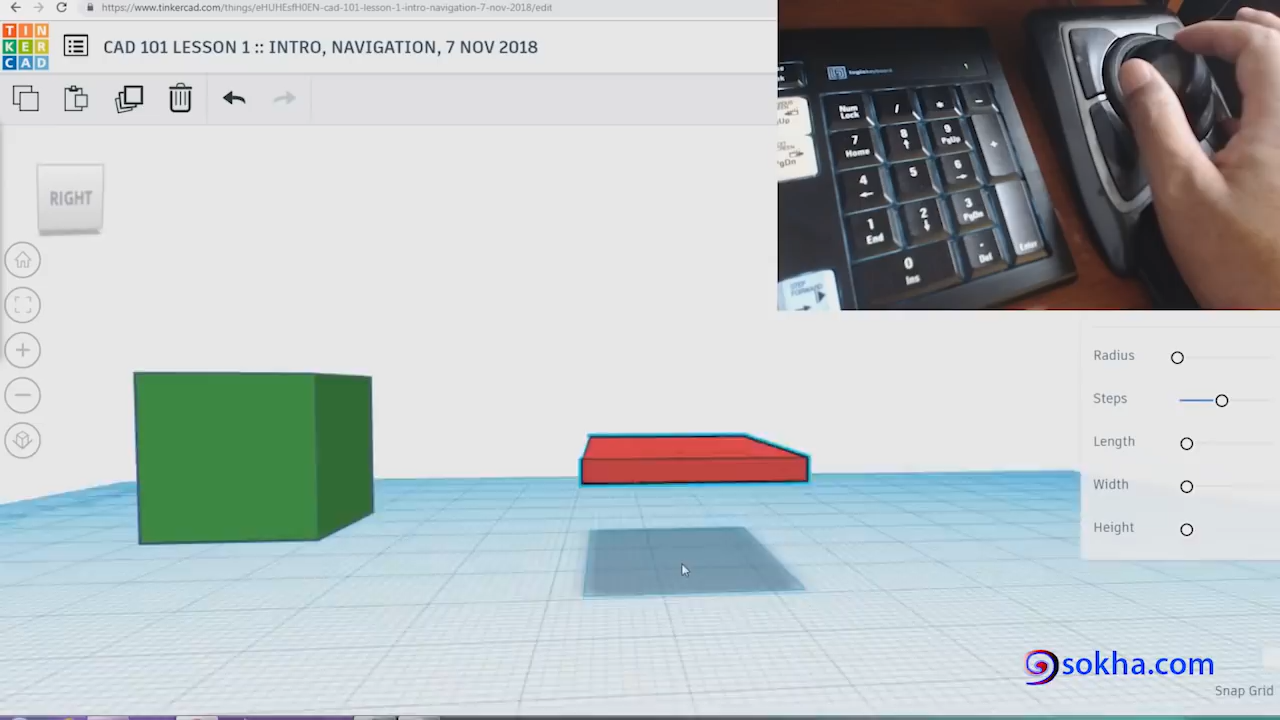 https://www.tinkercad.com/things/eHUHEsfH0EN-cad-101-lesson-1-intro-navigation-7-nov-2018/edit
TIN
KER
CAD
CAD 101 LESSON 1 :: INTRO, NAVIGATION, 7 NOV 2018
RIGHT
Num Lock
/
*
-
7 Home
8
9 PgUp
+
4
5
6
1 End
2
3 PgDn
0 Ins
. Del
Enter
STEP FORWARD
Radius
Steps
Length
Width
Height
sokha.com
Snap Grid